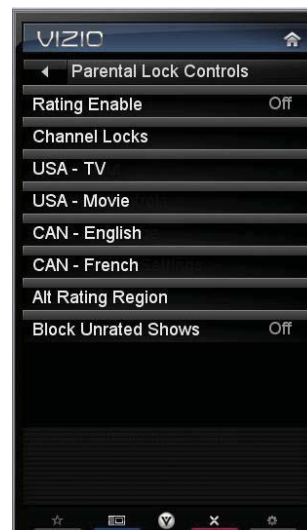 VIZIO
Parental Lock Controls
Rating Enable Off
Channel Locks
USA - TV
USA - Movie
CAN - English
CAN - French
Alt Rating Region
Block Unrated Shows Off
V